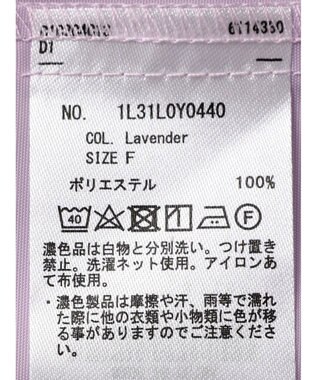 D1
NO. 1L31L0Y0440
COL. Lavender
SIZE F
ポリエステル 100%
40 F
濃色品は白物と分別洗い。つけ置き
禁止。洗濯ネット使用。アイロンあ
て布使用。
・濃色製品は摩擦や汗、雨等で濡れ
た際に他の衣類や小物類に色が移
る事がありますのでご注意くださ
い。